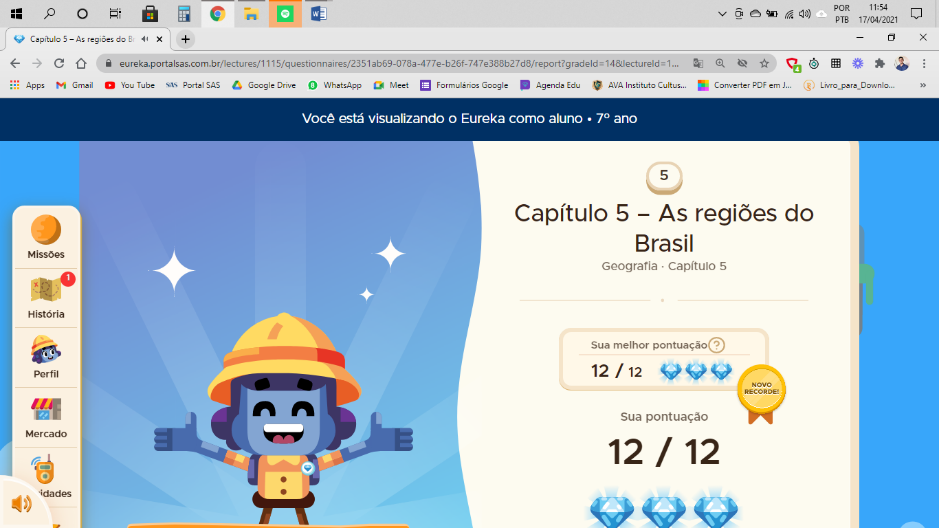 11:54
POR
PTB
17/04/2021
Capítulo 5 – As regiões do Br
eureka.portalsas.com.br/lectures/1115/questionnaires/2351ab69-078a-477e-b26f-747e388b27d8/report?gradeId=14&lectureId=1...
Apps
Gmail
You Tube
SAS Portal SAS
Google Drive
WhatsApp
Meet
Formulários Google
Agenda Edu
AVA Instituto Cultus...
Converter PDF em J...
Livro_para_Downlo...
Você está visualizando o Eureka como aluno • 7º ano
Missões
1
História
Perfil
Mercado
idades
5
Capítulo 5 – As regiões do
Brasil
Geografia · Capítulo 5
Sua melhor pontuação ?
12 / 12
NOVO
RECORDE!
Sua pontuação
12 / 12